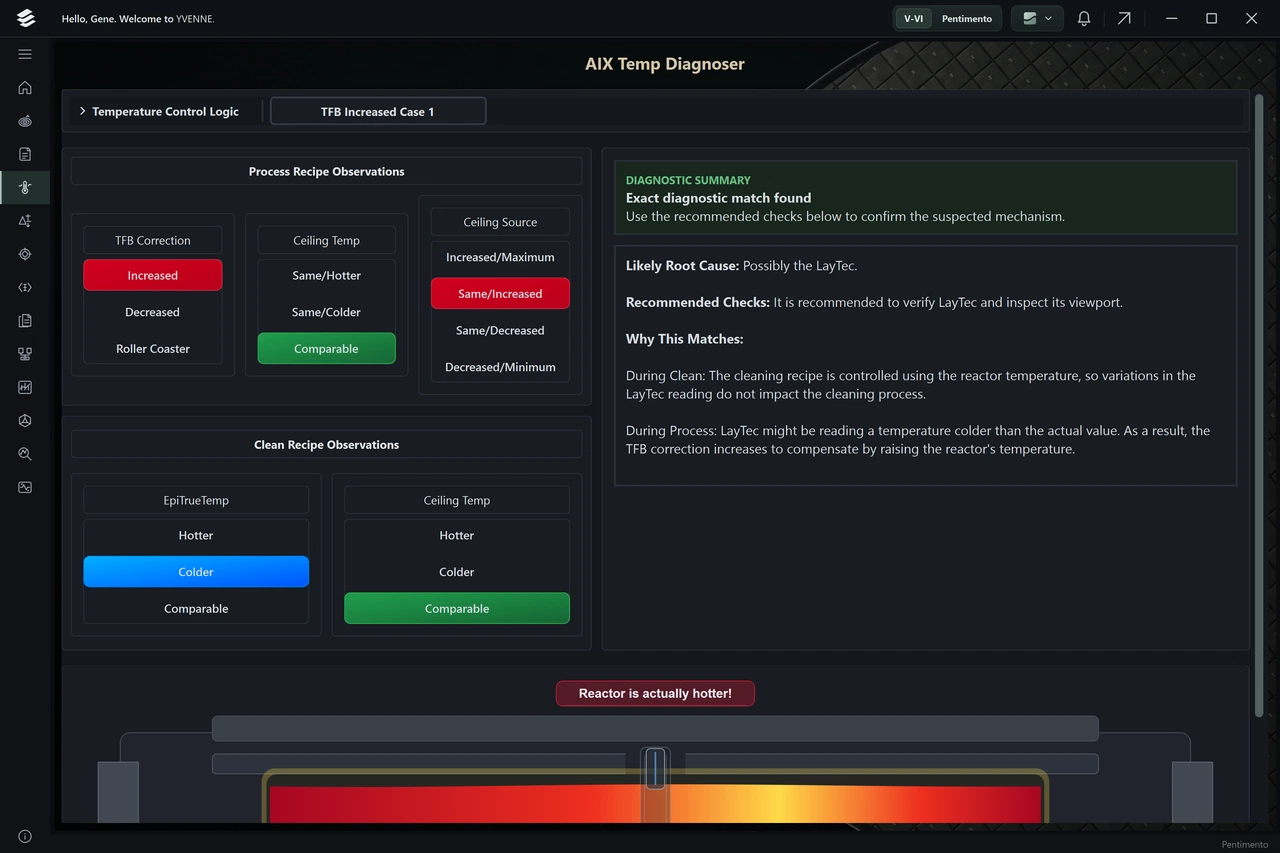 Hello, Gene. Welcome to YVENNE.
V-VI Pentimento
AIX Temp Diagnoser
Temperature Control Logic
TFB Increased Case 1
Process Recipe Observations
TFB Correction
Increased
Decreased
Roller Coaster
Ceiling Temp
Same/Hotter
Same/Colder
Comparable
Ceiling Source
Increased/Maximum
Same/Increased
Same/Decreased
Decreased/Minimum
Clean Recipe Observations
EpiTrueTemp
Hotter
Colder
Comparable
Ceiling Temp
Hotter
Colder
Comparable
DIAGNOSTIC SUMMARY
Exact diagnostic match found
Use the recommended checks below to confirm the suspected mechanism.
Likely Root Cause: Possibly the LayTec.
Recommended Checks: It is recommended to verify LayTec and inspect its viewport.
Why This Matches:
During Clean: The cleaning recipe is controlled using the reactor temperature, so variations in the
LayTec reading do not impact the cleaning process.
During Process: LayTec might be reading a temperature colder than the actual value. As a result, the
TFB correction increases to compensate by raising the reactor's temperature.
Reactor is actually hotter!
Pentimento